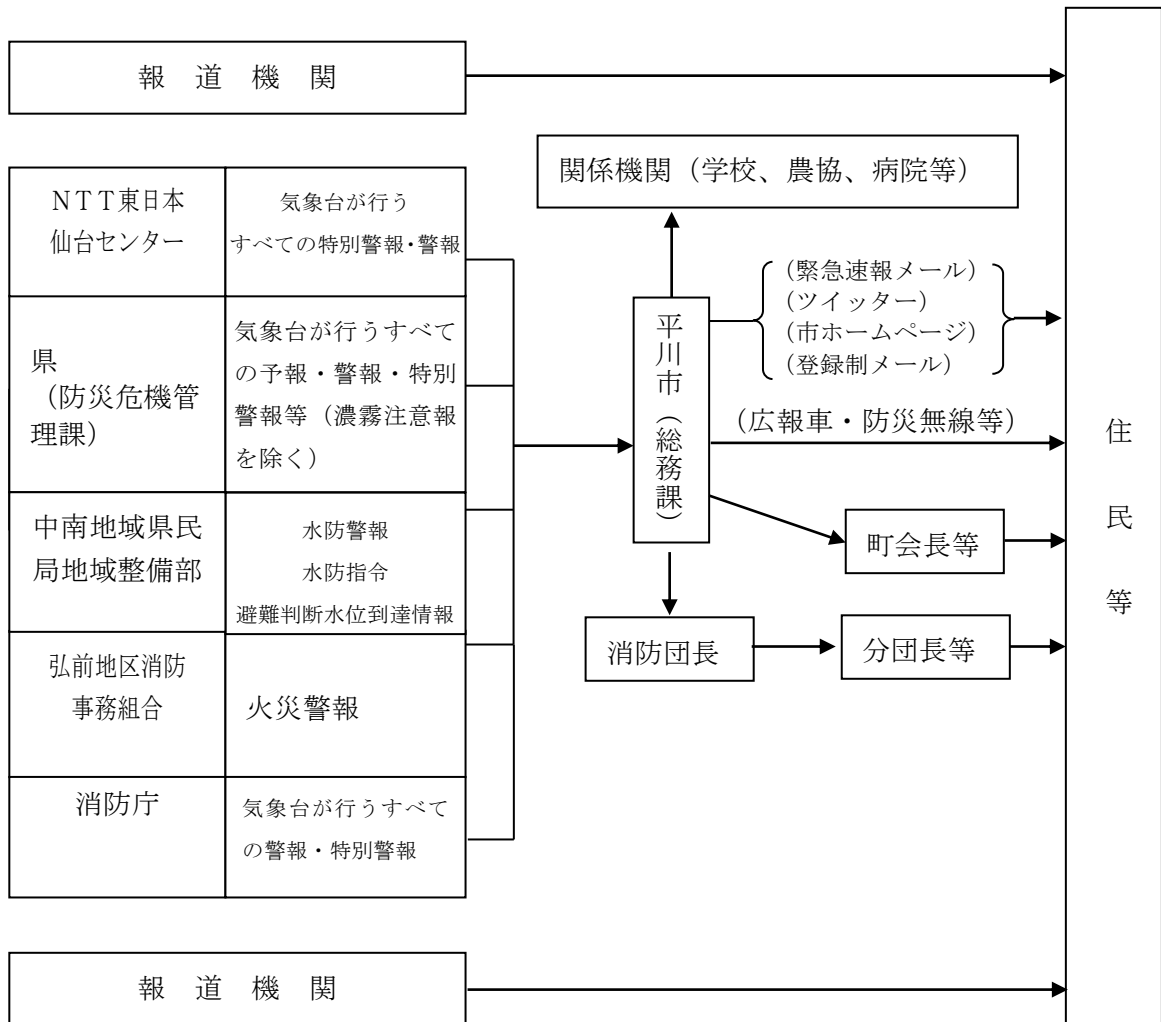 報道機関
NTT東日本
仙台センター
気象台が行う
すべての特別警報・警報
県
（防災危機管
理課）
気象台が行うすべて
の予報・警報・特別
警報等（濃霧注意報
を除く）
中南地域県民
局地域整備部
水防警報
水防指令
避難判断水位到達情報
弘前地区消防
事務組合
火災警報
消防庁
気象台が行うすべて
の警報・特別警報
平川市（総務課）
関係機関（学校、農協、病院等）
（緊急速報メール）
（ツイッター）
（市ホームページ）
（登録制メール）
（広報車・防災無線等）
町会長等
消防団長
分団長等
住民等
報道機関